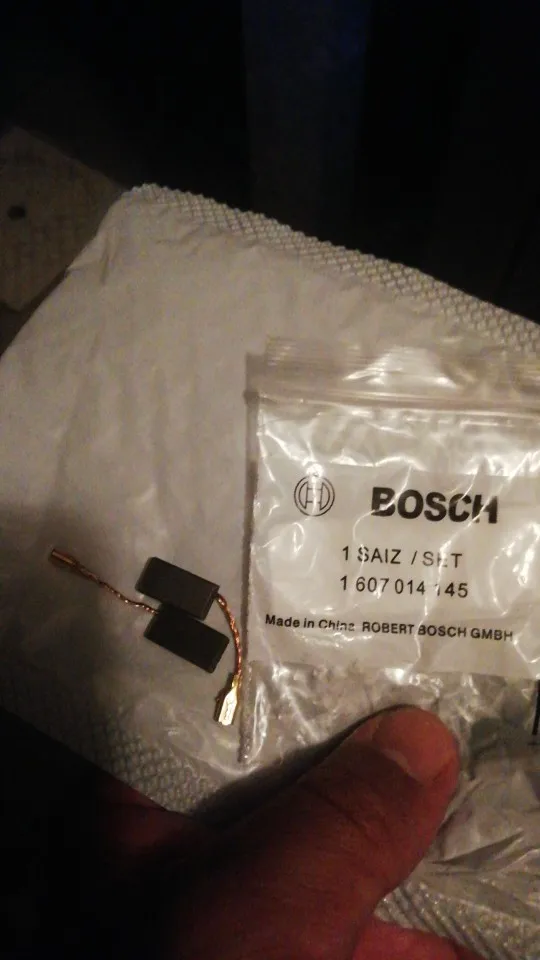 BOSCH
1 SAIZ / SET
1 607 014 145
Made in China ROBERT BOSCH GMBH